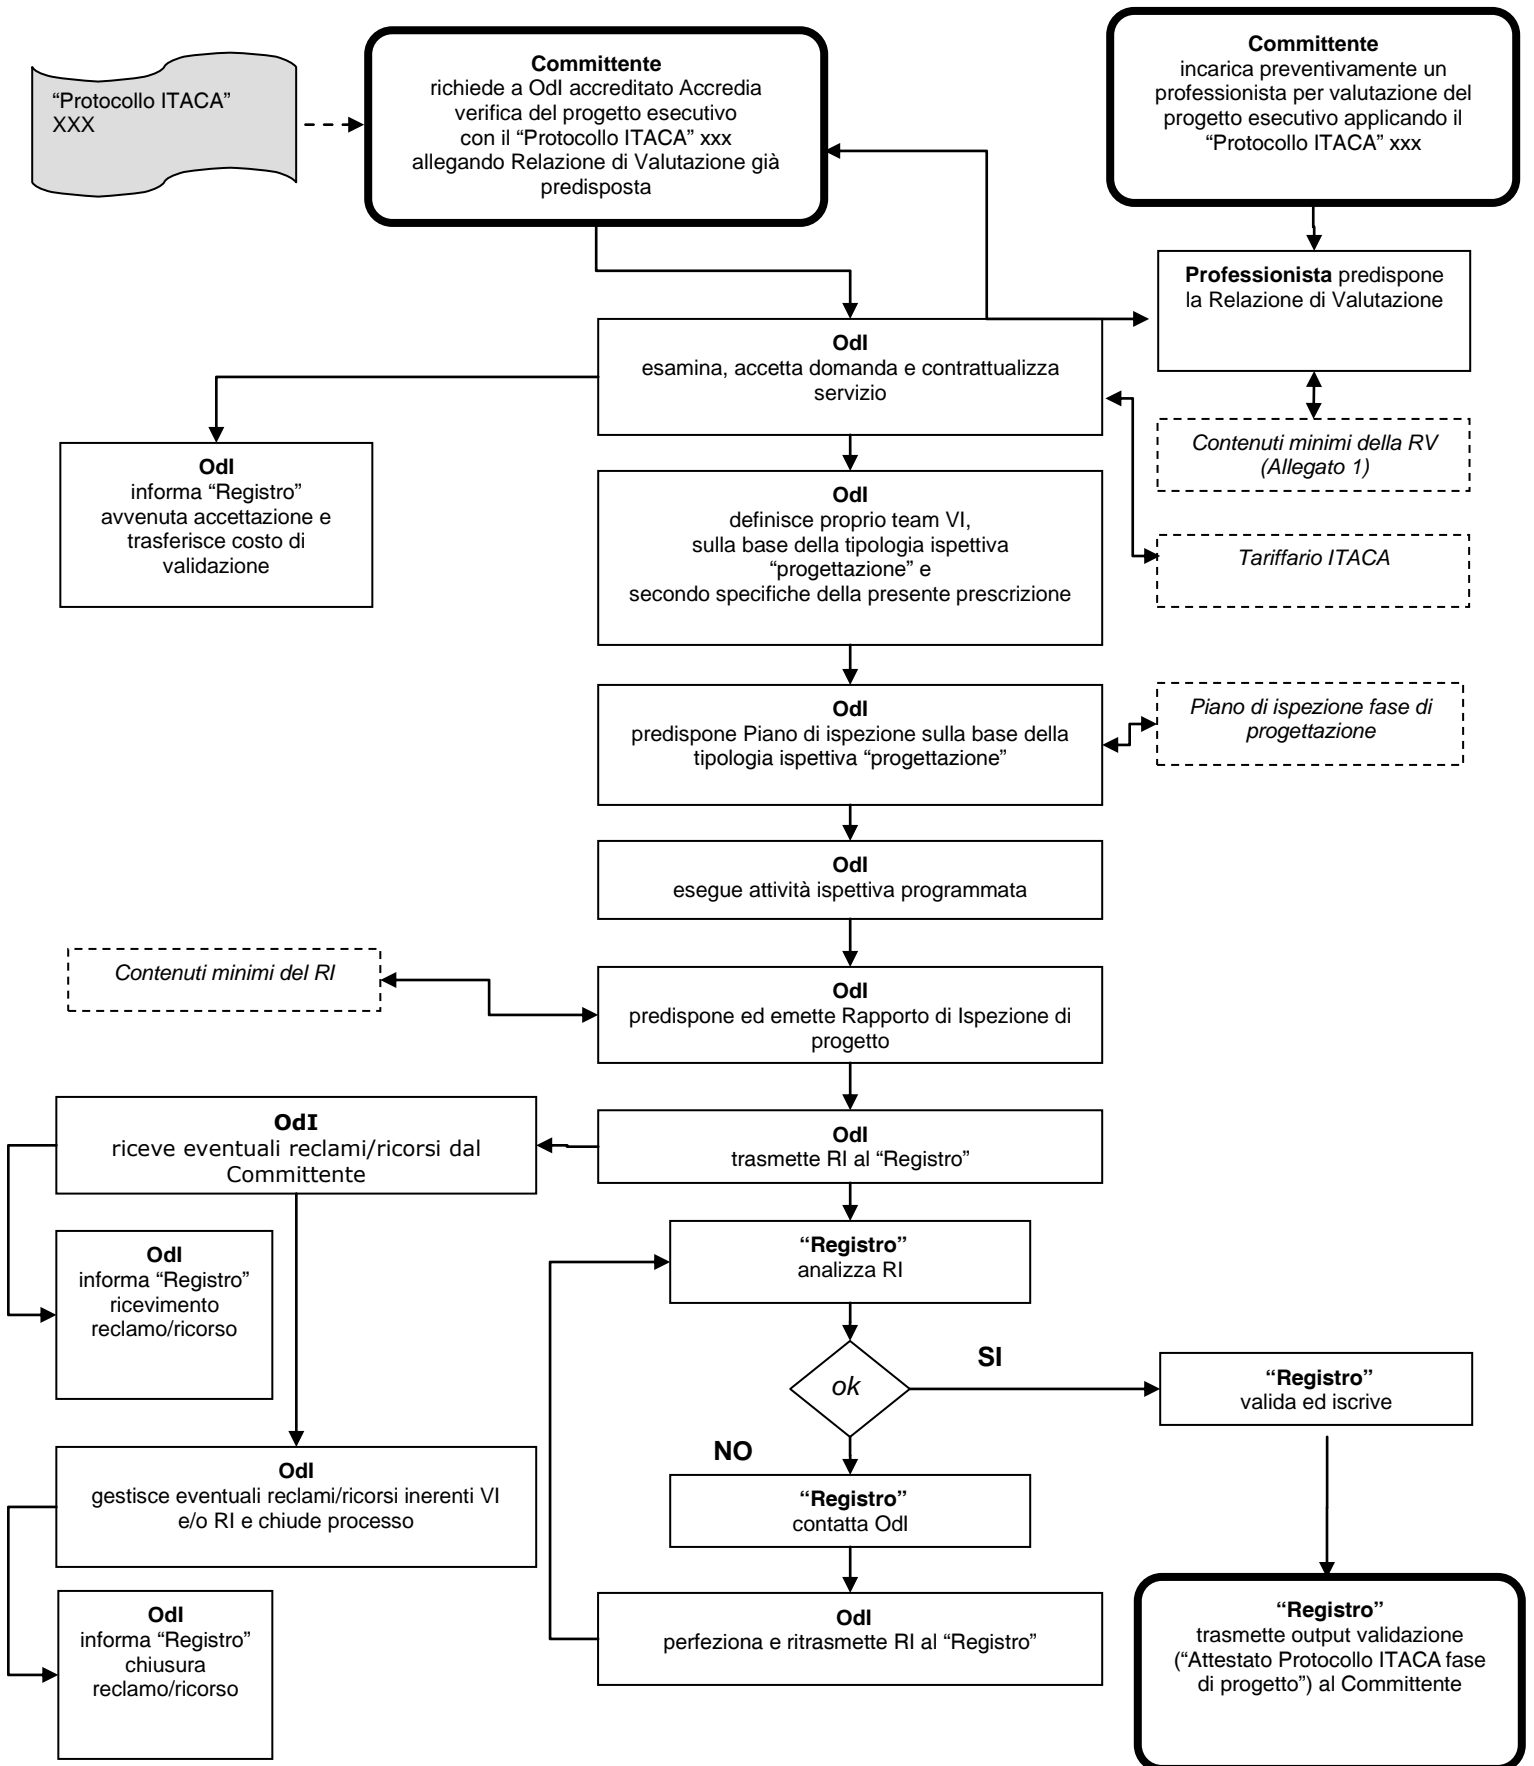 “Protocollo ITACA”
XXX
Committente
richiede a OdI accreditato Accredia
verifica del progetto esecutivo
con il “Protocollo ITACA” xxx
allegando Relazione di Valutazione già
predisposta
Committente
incarica preventivamente un
professionista per valutazione del
progetto esecutivo applicando il
“Protocollo ITACA” xxx
Professionista predispone
la Relazione di Valutazione
OdI
esamina, accetta domanda e contrattualizza
servizio
Contenuti minimi della RV
(Allegato 1)
OdI
informa “Registro”
avvenuta accettazione e
trasferisce costo di
validazione
OdI
definisce proprio team VI,
sulla base della tipologia ispettiva
“progettazione” e
secondo specifiche della presente prescrizione
Tariffario ITACA
OdI
predispone Piano di ispezione sulla base della
tipologia ispettiva “progettazione”
Piano di ispezione fase di
progettazione
OdI
esegue attività ispettiva programmata
Contenuti minimi del RI
OdI
predispone ed emette Rapporto di Ispezione di
progetto
OdI
riceve eventuali reclami/ricorsi dal
Committente
OdI
trasmette RI al “Registro”
OdI
informa “Registro”
ricevimento
reclamo/ricorso
“Registro”
analizza RI
ok
SI
“Registro”
valida ed iscrive
NO
OdI
gestisce eventuali reclami/ricorsi inerenti VI
e/o RI e chiude processo
“Registro”
contatta OdI
OdI
informa “Registro”
chiusura
reclamo/ricorso
OdI
perfeziona e ritrasmette RI al “Registro”
“Registro”
trasmette output validazione
(“Attestato Protocollo ITACA fase
di progetto”) al Committente